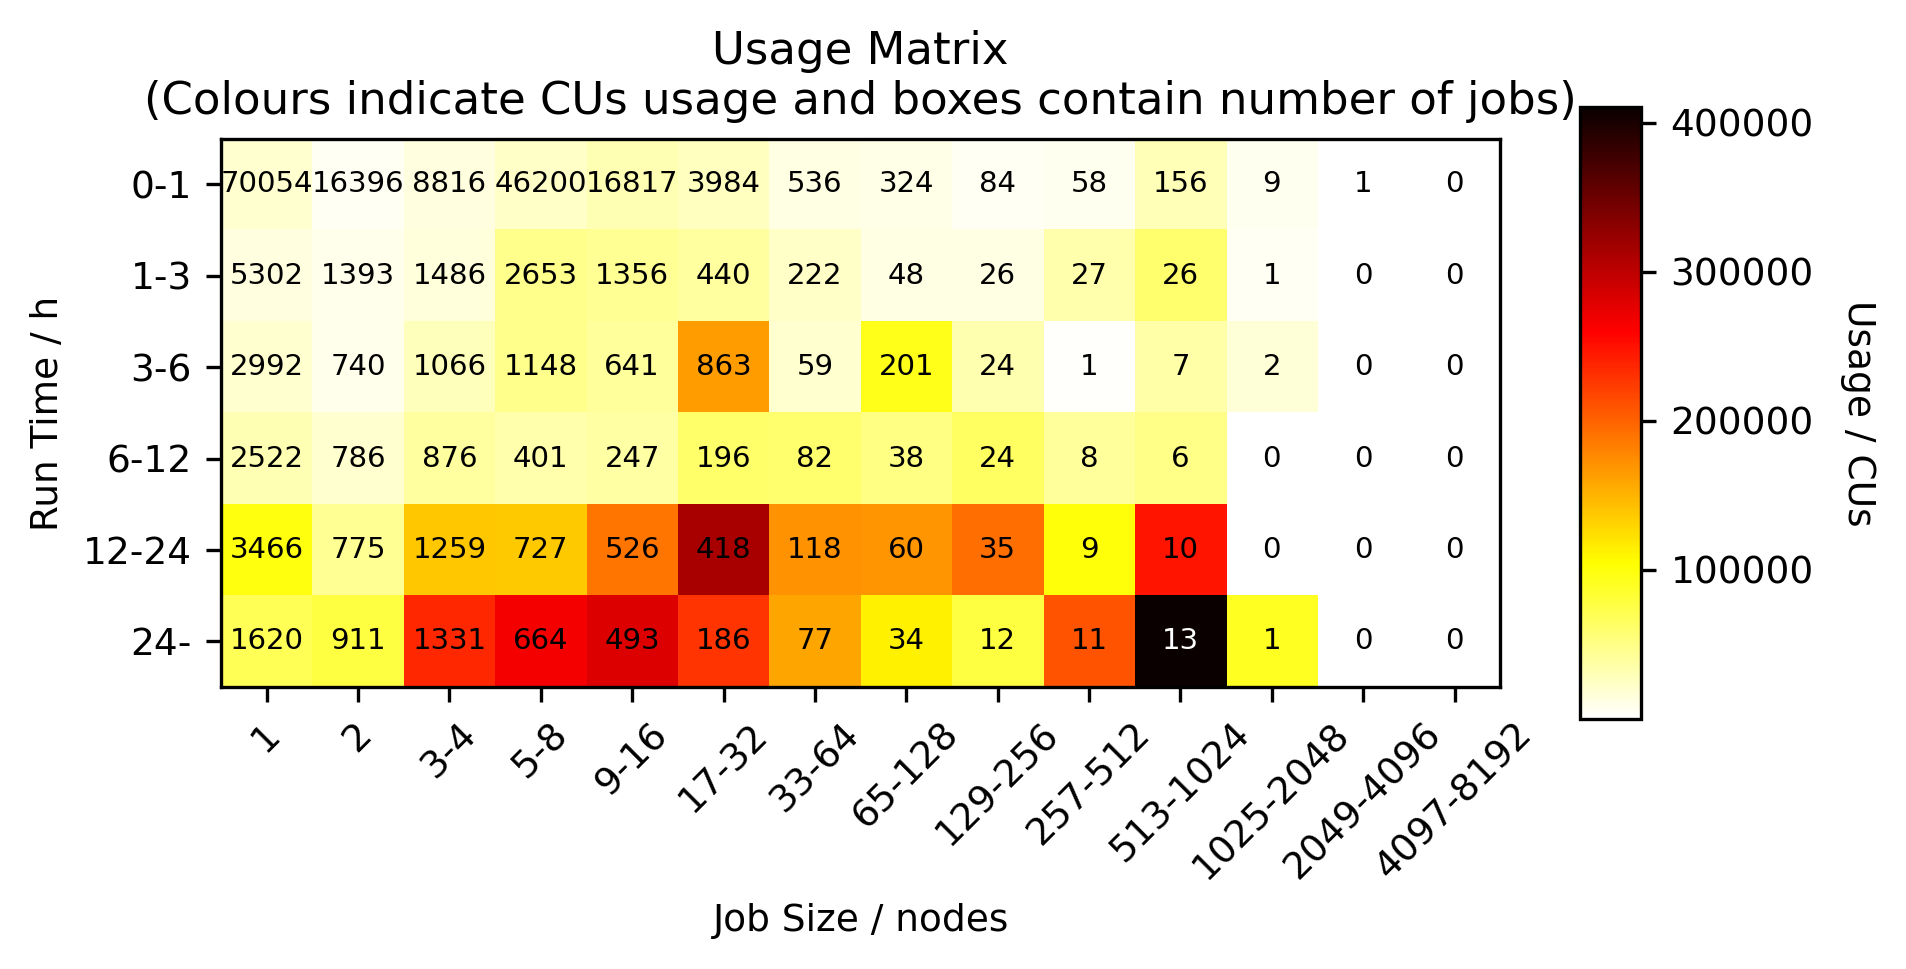 Usage Matrix
(Colours indicate CUs usage and boxes contain number of jobs)
400000
300000
200000
100000
Usage / CUs
Run Time / h
0-1 70054 16396 8816 46200 16817 3984 536 324 84 58 156 9 1 0
1-3 5302 1393 1486 2653 1356 440 222 48 26 27 26 1 0 0
3-6 2992 740 1066 1148 641 863 59 201 24 1 7 2 0 0
6-12 2522 786 876 401 247 196 82 38 24 8 6 0 0 0
12-24 3466 775 1259 727 526 418 118 60 35 9 10 0 0 0
24- 1620 911 1331 664 493 186 77 34 12 11 13 1 0 0
1 2 3-4 5-8 9-16 17-32 33-64 65-128 129-256 257-512 513-1024 1025-2048 2049-4096 4097-8192
Job Size / nodes